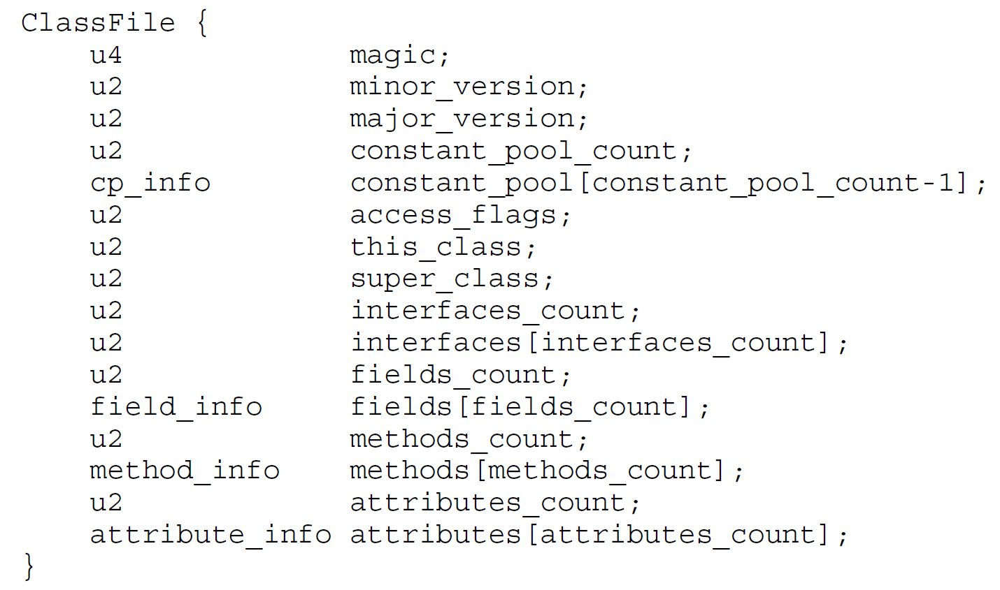 ClassFile {
u4 magic;
u2 minor_version;
u2 major_version;
u2 constant_pool_count;
cp_info constant_pool[constant_pool_count-1];
u2 access_flags;
u2 this_class;
u2 super_class;
u2 interfaces_count;
u2 interfaces[interfaces_count];
u2 fields_count;
field_info fields[fields_count];
u2 methods_count;
method_info methods[methods_count];
u2 attributes_count;
attribute_info attributes[attributes_count];
}